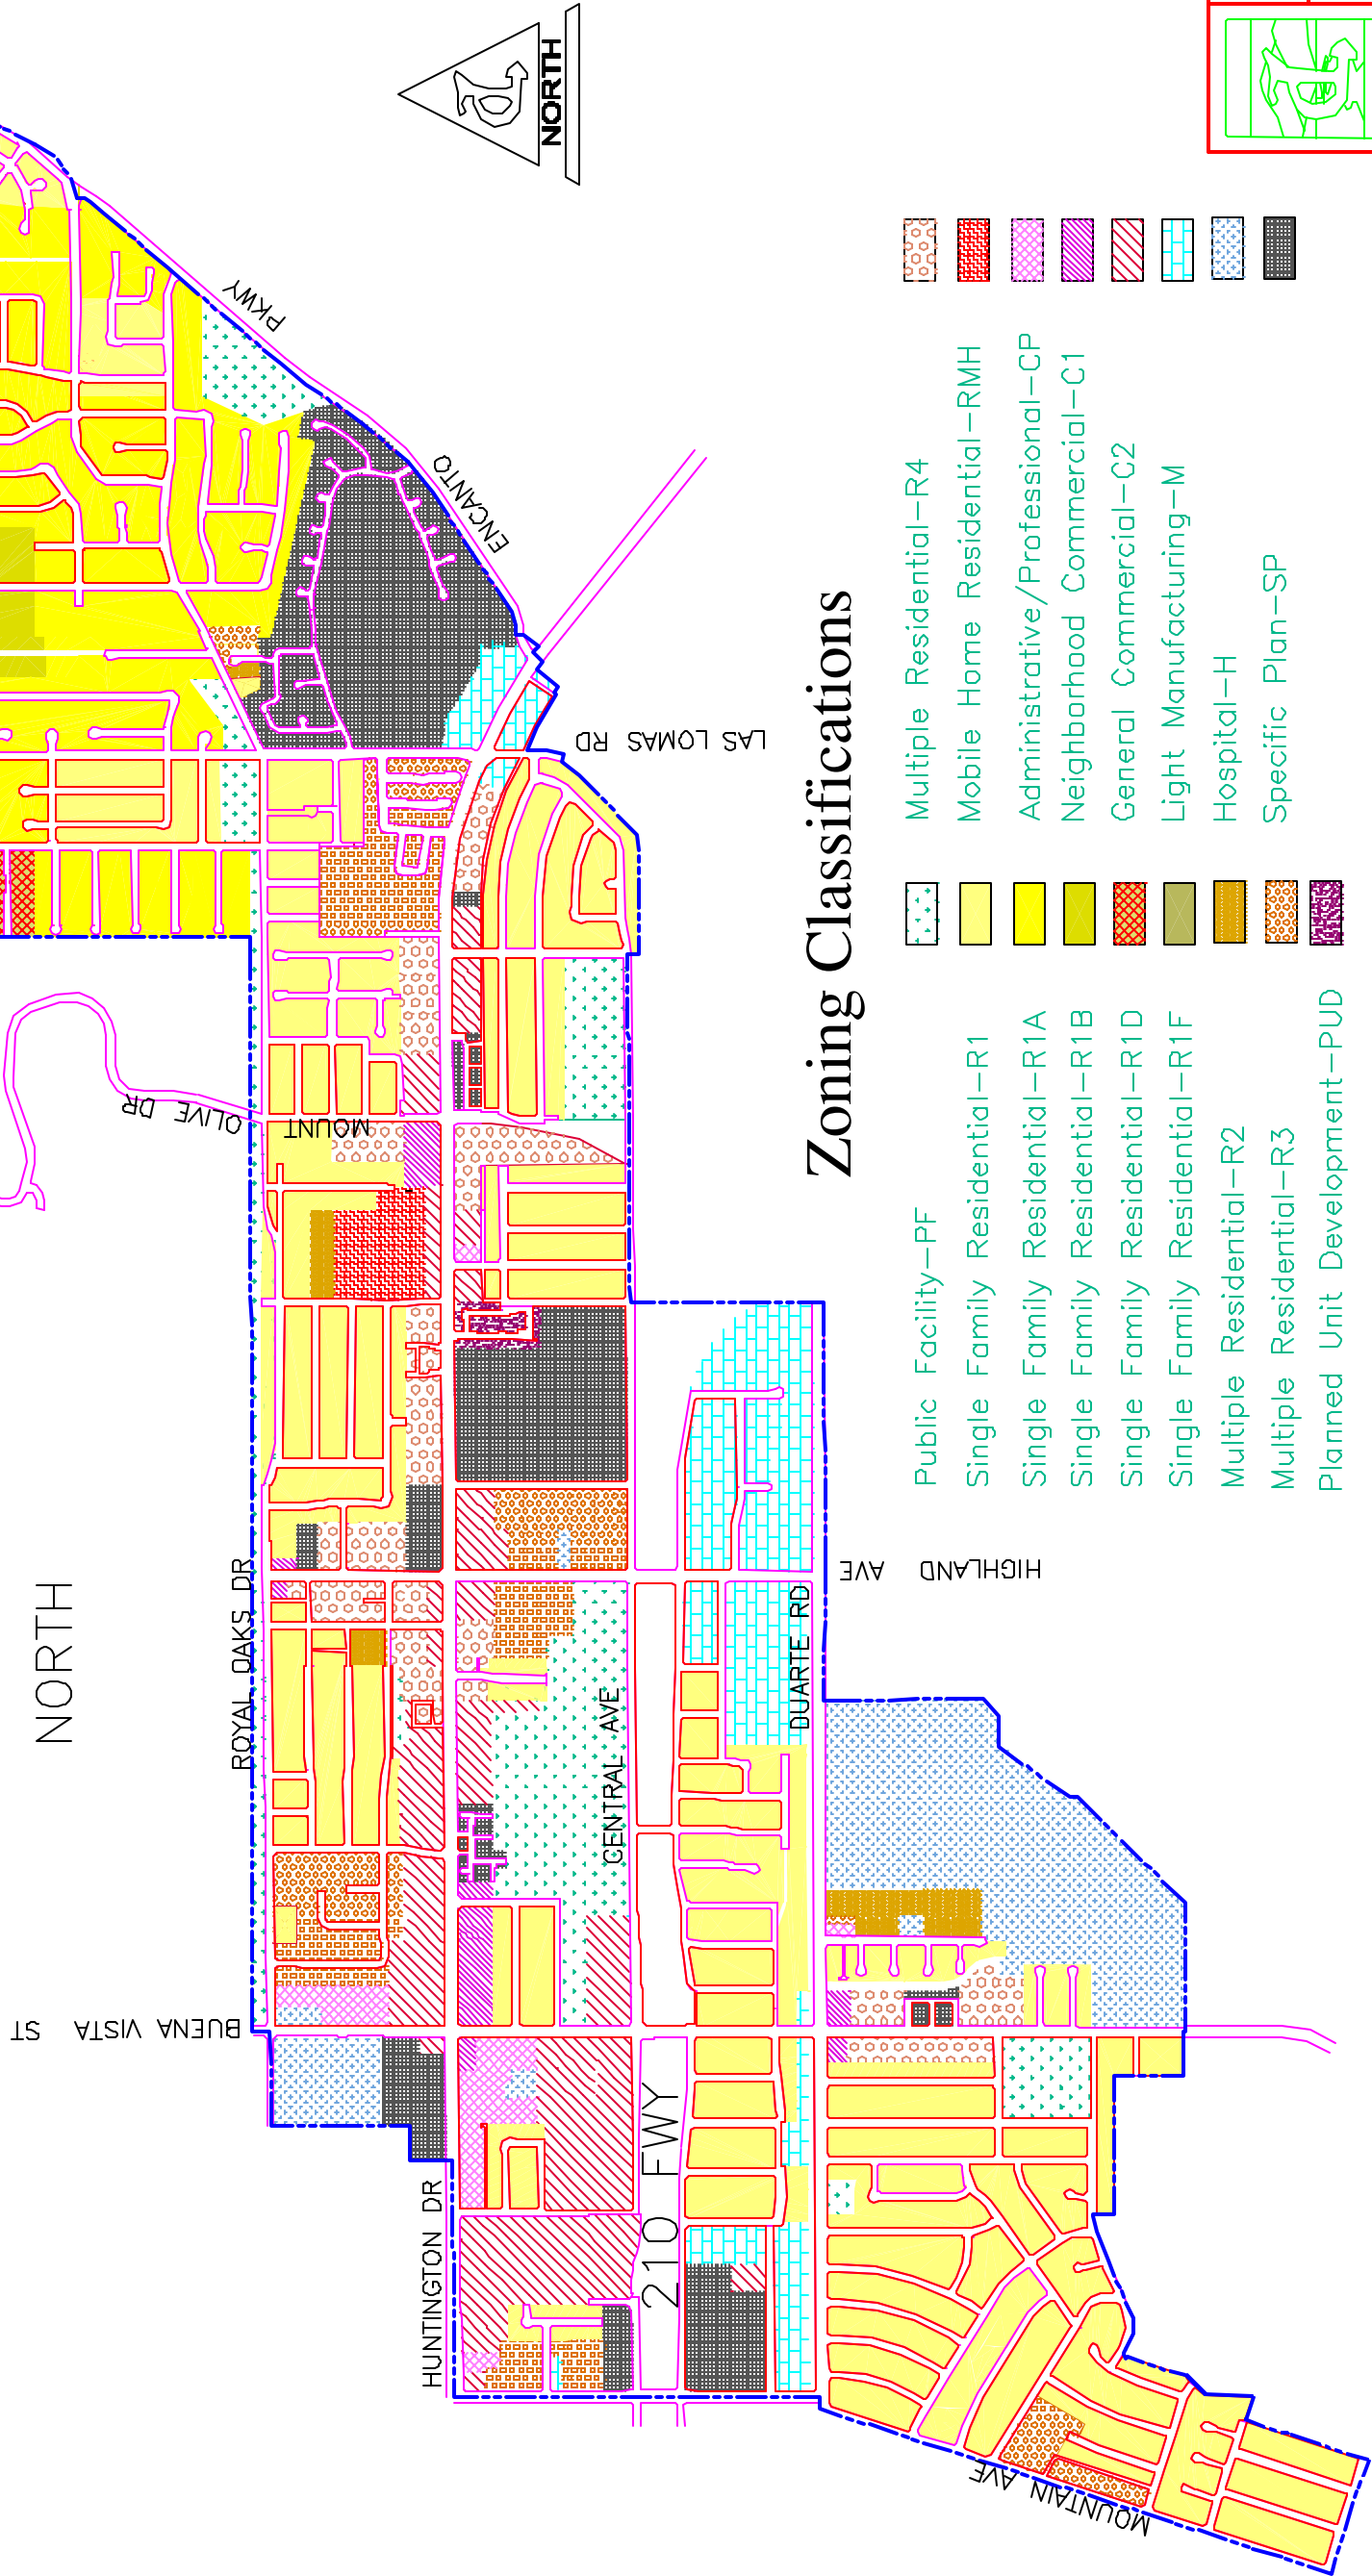 NORTH
PKWY
ENCANTO
LAS LOMAS RD
MOUNT
OLIVE DR
NORTH
ROYAL OAKS DR
HIGHLAND AVE
DUARTE RD
CENTRAL AVE
BUENA VISTA ST
HUNTINGTON DR
210 FWY
MOUNTAIN AVE
Zoning Classifications
Public Facility-PF
Single Family Residential-R1
Single Family Residential-R1A
Single Family Residential-R1B
Single Family Residential-R1D
Single Family Residential-R1F
Multiple Residential-R2
Multiple Residential-R3
Planned Unit Development-PUD
Multiple Residential-R4
Mobile Home Residential-RMH
Administrative/Professional-CP
Neighborhood Commercial-C1
General Commercial-C2
Light Manufacturing-M
Hospital-H
Specific Plan-SP